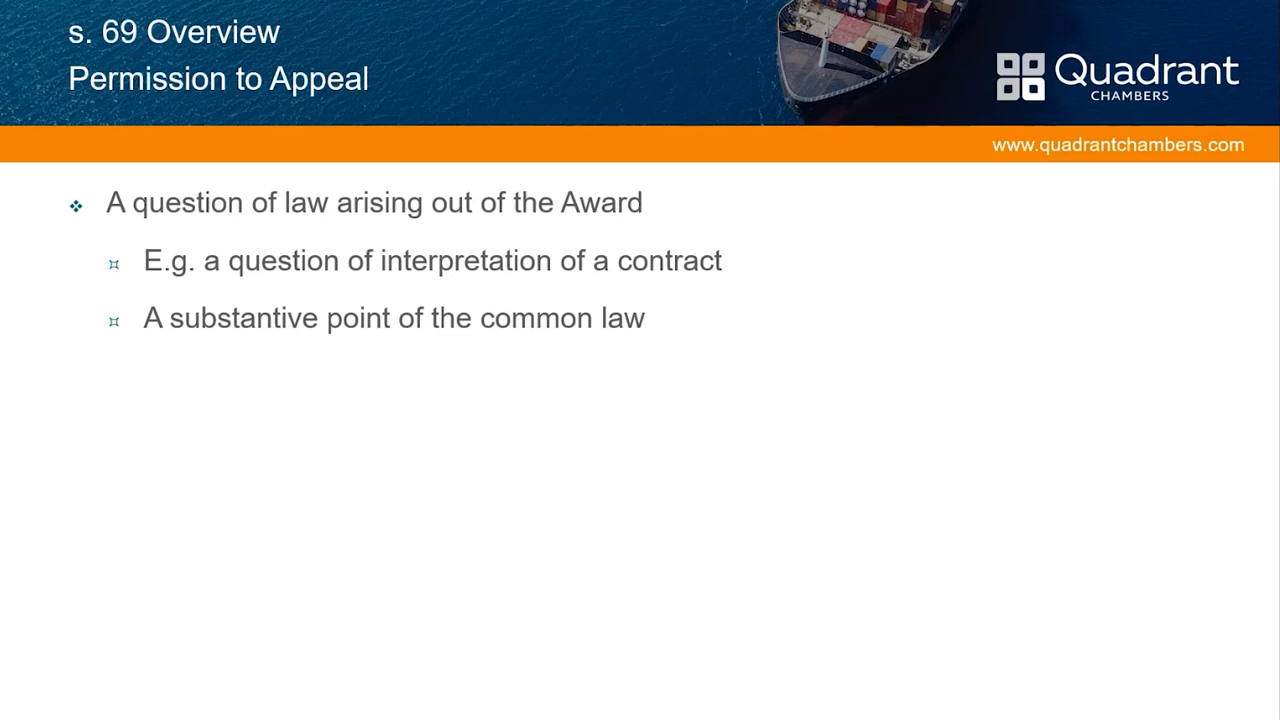 s. 69 Overview
Permission to Appeal
Quadrant
CHAMBERS
www.quadrantchambers.com
A question of law arising out of the Award
E.g. a question of interpretation of a contract
A substantive point of the common law